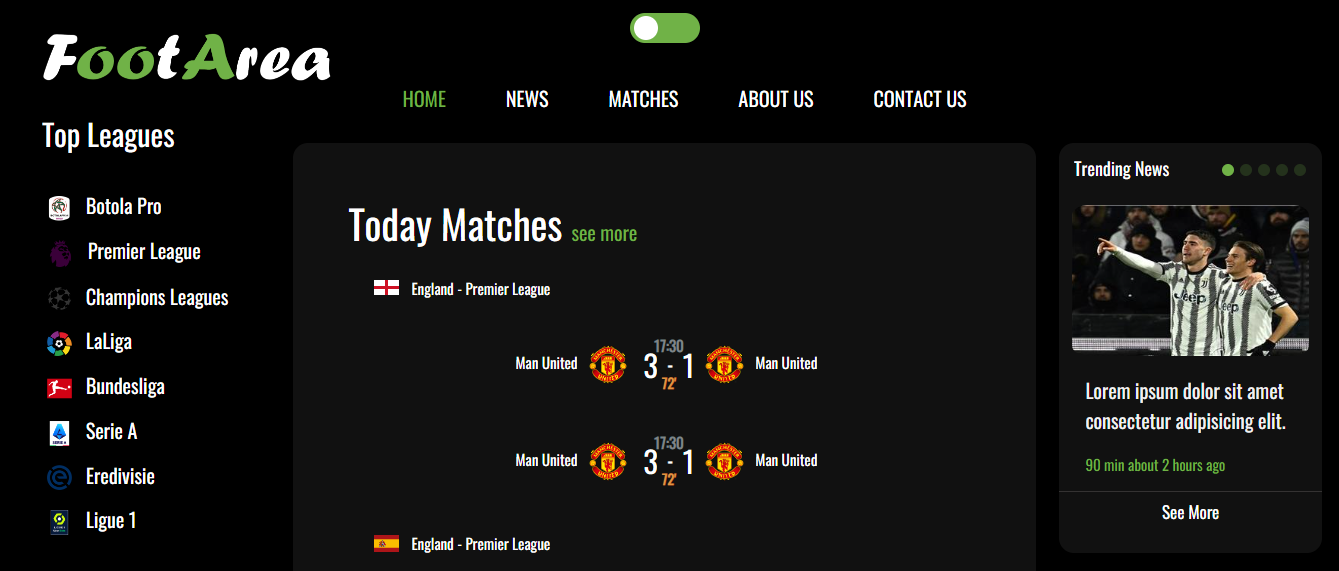 FootArea
HOME NEWS MATCHES ABOUT US CONTACT US
Top Leagues
Botola Pro
Premier League
Champions Leagues
LaLiga
Bundesliga
Serie A
Eredivisie
Ligue 1
Today Matches see more
England - Premier League
17:30
Man United 3 - 1 Man United
72'
17:30
Man United 3 - 1 Man United
72'
England - Premier League
Trending News
Jeep Jeep
Lorem ipsum dolor sit amet
consectetur adipisicing elit.
90 min about 2 hours ago
See More